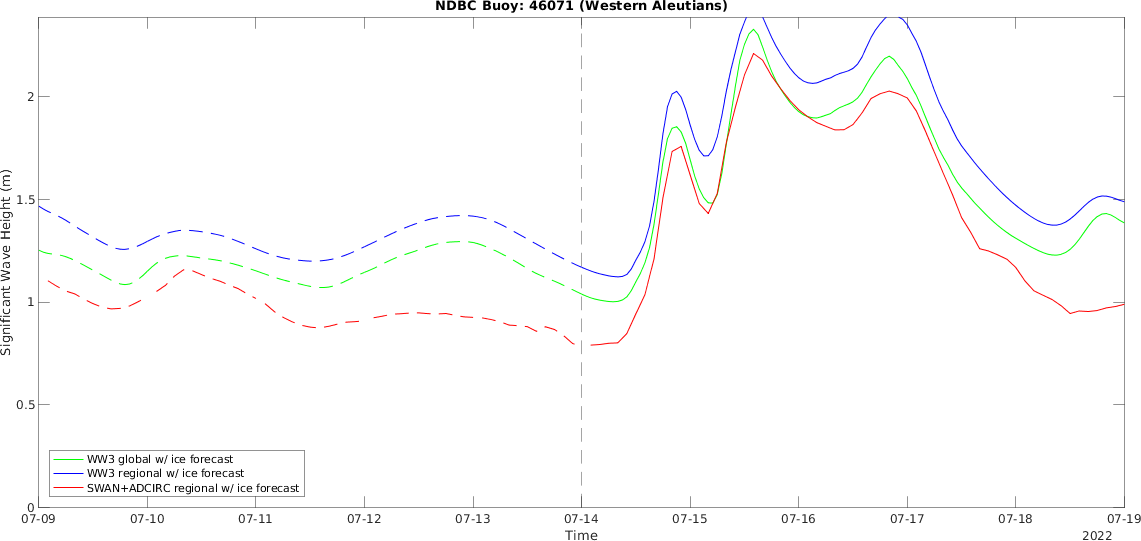 NDBC Buoy: 46071 (Western Aleutians)
Significant Wave Height (m)
2
1.5
1
0.5
0
WW3 global w/ ice forecast
WW3 regional w/ ice forecast
SWAN+ADCIRC regional w/ ice forecast
07-09 07-10 07-11 07-12 07-13 07-14 07-15 07-16 07-17 07-18 07-19
Time
2022